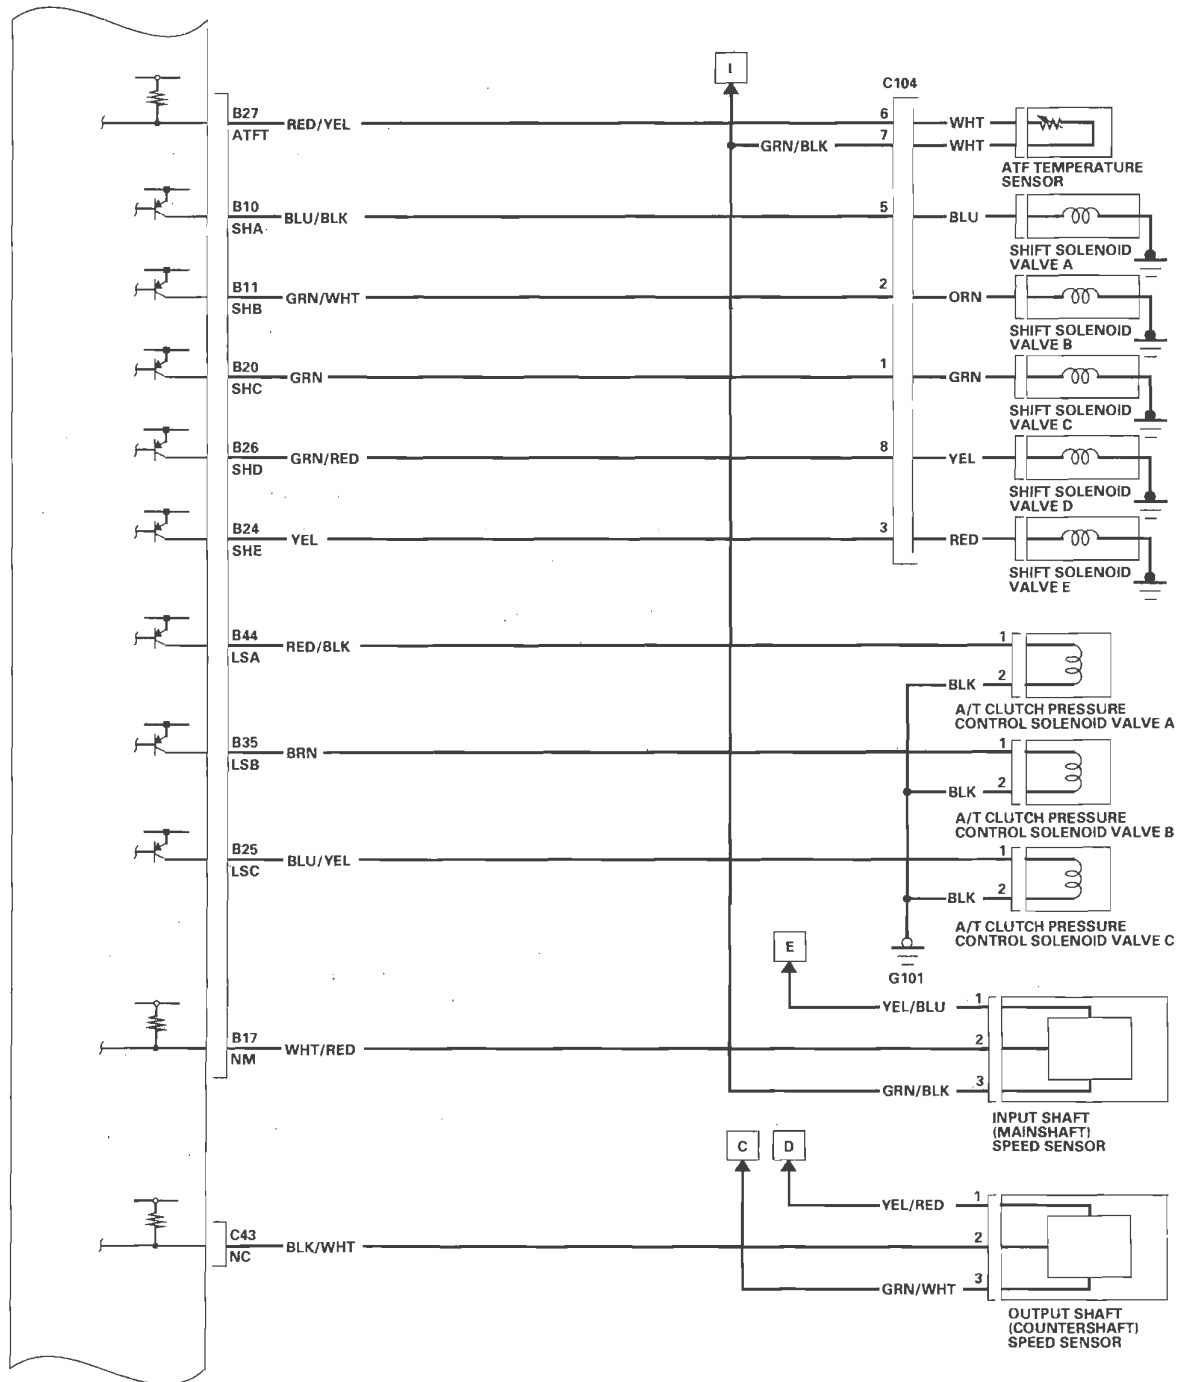 I
C104
B27
ATFT
RED/YEL
6
WHT
7
GRN/BLK
WHT
ATF TEMPERATURE
SENSOR
B10
SHA
BLU/BLK
5
BLU
SHIFT SOLENOID
VALVE A
B11
SHB
GRN/WHT
2
ORN
SHIFT SOLENOID
VALVE B
B20
SHC
GRN
1
GRN
SHIFT SOLENOID
VALVE C
B26
SHD
GRN/RED
8
YEL
SHIFT SOLENOID
VALVE D
B24
SHE
YEL
3
RED
SHIFT SOLENOID
VALVE E
B44
LSA
RED/BLK
1
BLK
2
A/T CLUTCH PRESSURE
CONTROL SOLENOID VALVE A
B35
LSB
BRN
1
BLK
2
A/T CLUTCH PRESSURE
CONTROL SOLENOID VALVE B
B25
LSC
BLU/YEL
1
BLK
2
A/T CLUTCH PRESSURE
CONTROL SOLENOID VALVE C
G101
E
YEL/BLU
1
B17
NM
WHT/RED
2
GRN/BLK
3
INPUT SHAFT
(MAINSHAFT)
SPEED SENSOR
C
D
YEL/RED
1
C43
NC
BLK/WHT
2
GRN/WHT
3
OUTPUT SHAFT
(COUNTERSHAFT)
SPEED SENSOR